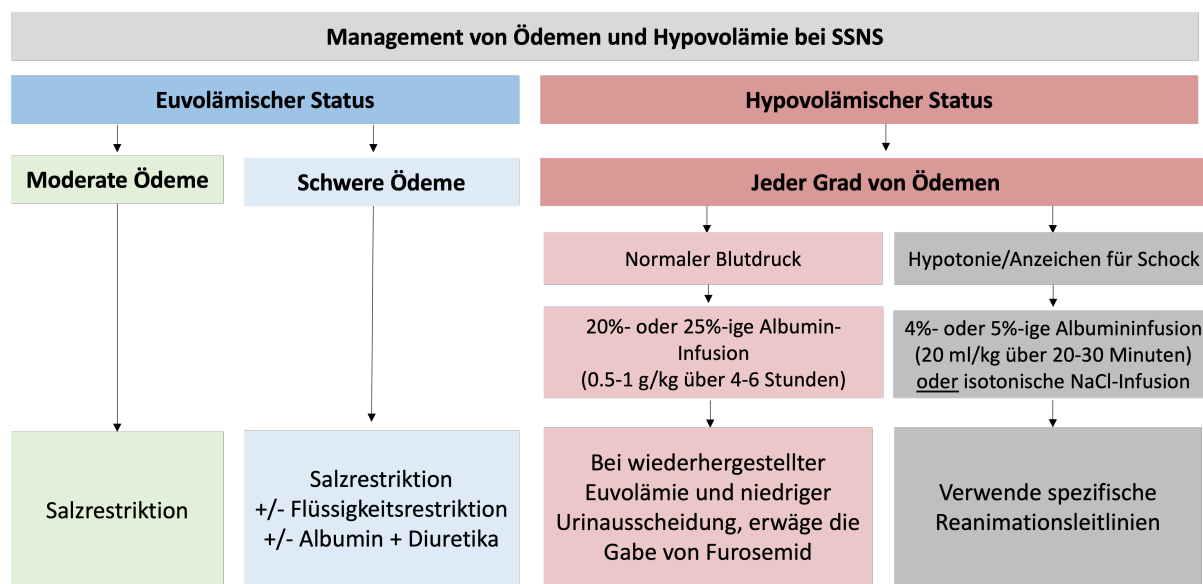 Management von Ödemen und Hypovolämie bei SSNS
Euvolämischer Status
Hypovolämischer Status
Moderate Ödeme
Schwere Ödeme
Jeder Grad von Ödemen
Normaler Blutdruck
Hypotonie/Anzeichen für Schock
20%- oder 25%-ige Albumin-
Infusion
(0.5-1 g/kg über 4-6 Stunden)
4%- oder 5%-ige Albumininfusion
(20 ml/kg über 20-30 Minuten)
oder isotonische NaCl-Infusion
Salzrestriktion
Salzrestriktion
+/- Flüssigkeitsrestriktion
+/- Albumin + Diuretika
Bei wiederhergestellter
Euvolämie und niedriger
Urinausscheidung, erwäge die
Gabe von Furosemid
Verwende spezifische
Reanimationsleitlinien